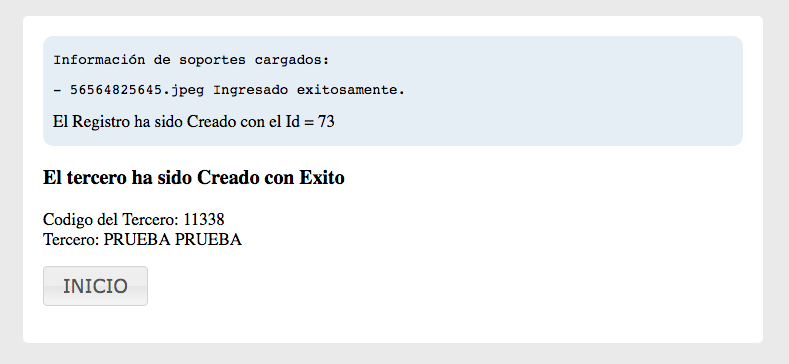 Información de soportes cargados:
- 56564825645.jpeg Ingresado exitosamente.
El Registro ha sido Creado con el Id = 73
El tercero ha sido Creado con Exito
Codigo del Tercero: 11338
Tercero: PRUEBA PRUEBA
INICIO